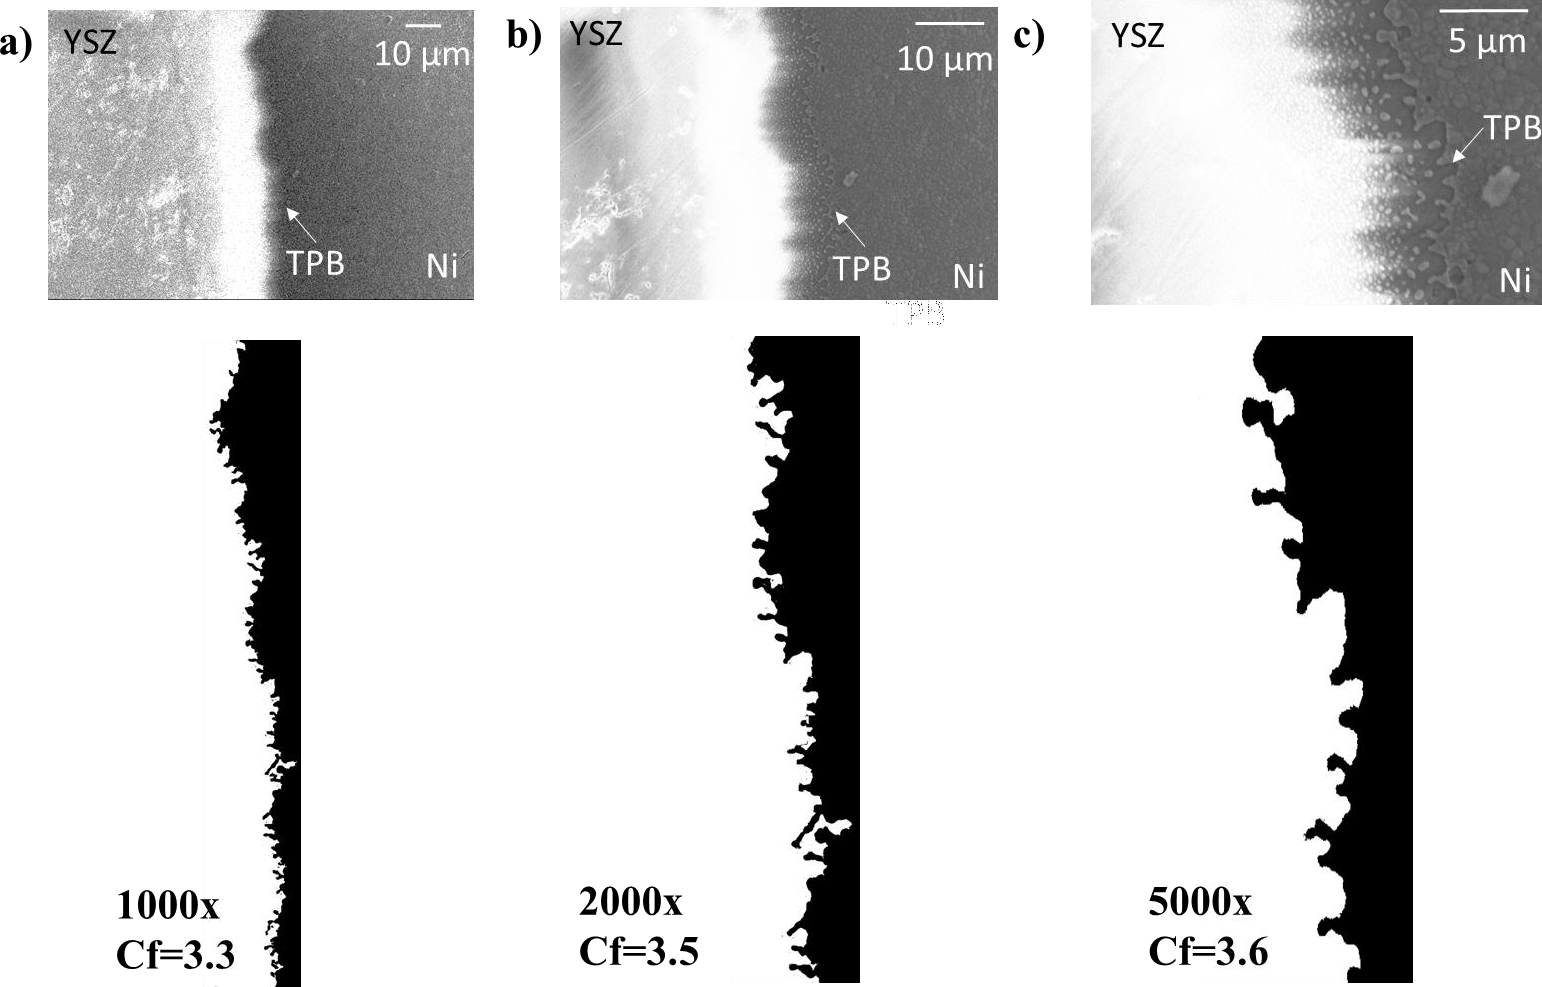 a)
YSZ
10 µm
TPB
Ni
b)
YSZ
10 µm
TPB
Ni
TPB
c)
YSZ
5 µm
TPB
Ni
1000x
Cf=3.3
2000x
Cf=3.5
5000x
Cf=3.6